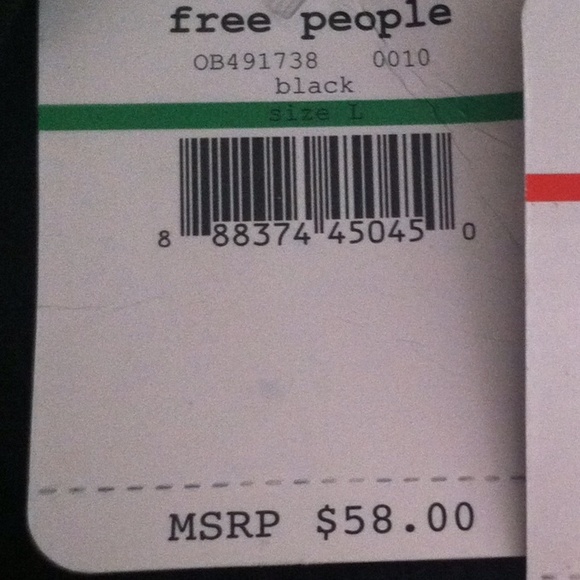 free people
OB491738 0010
black
size L
8 88374 45045 0
MSRP $58.00